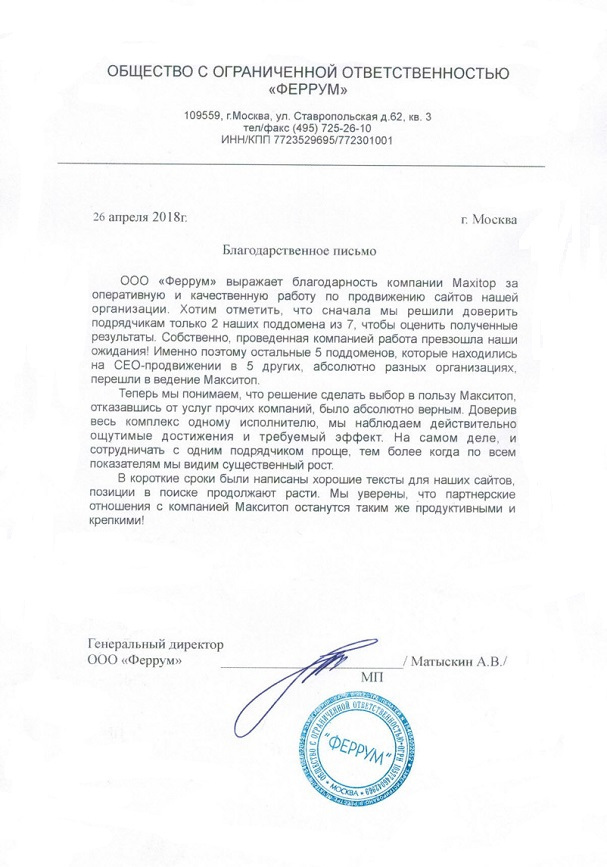 ОБЩЕСТВО С ОГРАНИЧЕННОЙ ОТВЕТСТВЕННОСТЬЮ
«ФЕРРУМ»
109559, г.Москва, ул. Ставропольская д.62, кв. 3
тел/факс (495) 725-26-10
ИНН/КПП 7723529695/772301001
26 апреля 2018г.
г. Москва
Благодарственное письмо
ООО «Феррум» выражает благодарность компании Maxitop за
оперативную и качественную работу по продвижению сайтов нашей
организации. Хотим отметить, что сначала мы решили доверить
подрядчикам только 2 наших поддомена из 7, чтобы оценить полученные
результаты. Собственно, проведенная компанией работа превзошла наши
ожидания! Именно поэтому остальные 5 поддоменов, которые находились
на СЕО-продвижении в 5 других, абсолютно разных организациях,
перешли в ведение Макситоп.
Теперь мы понимаем, что решение сделать выбор в пользу Макситоп,
отказавшись от услуг прочих компаний, было абсолютно верным. Доверив
весь комплекс одному исполнителю, мы наблюдаем действительно
ощутимые достижения и требуемый эффект. На самом деле, и
сотрудничать с одним подрядчиком проще, тем более когда по всем
показателям мы видим существенный рост.
В короткие сроки были написаны хорошие тексты для наших сайтов,
позиции в поиске продолжают расти. Мы уверены, что партнерские
отношения с компанией Макситоп останутся таким же продуктивными и
крепкими!
Генеральный директор
ООО «Феррум» / Матыскин А.В./
МП
ОБЩЕСТВО С ОГРАНИЧЕННОЙ ОТВЕТСТВЕННОСТЬЮ
"ФЕРРУМ"
МОСКВА